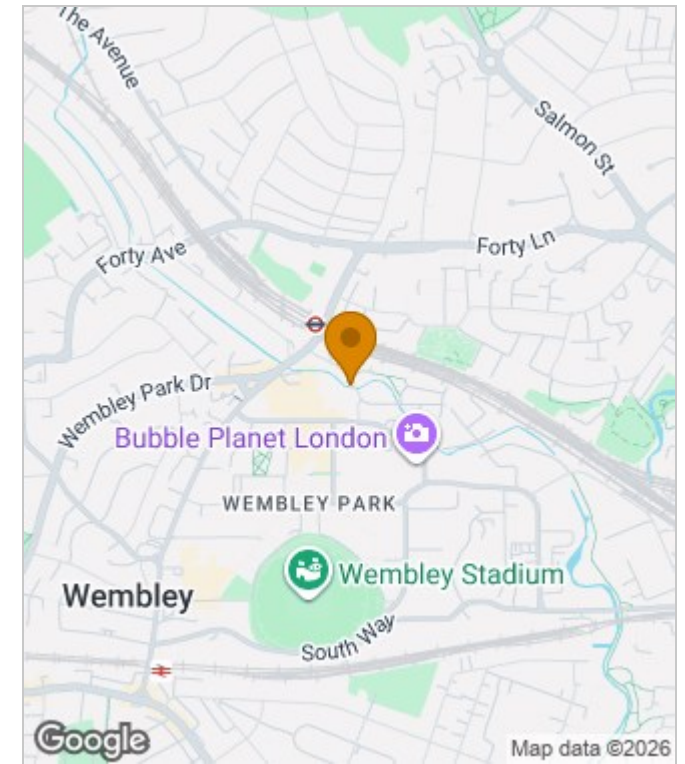 The Avenue
Salmon St
Forty Ave
Forty Ln
Wembley Park Dr
Bubble Planet London
WEMBLEY PARK
Wembley Stadium
Wembley
South Way
Google
Map data ©2026